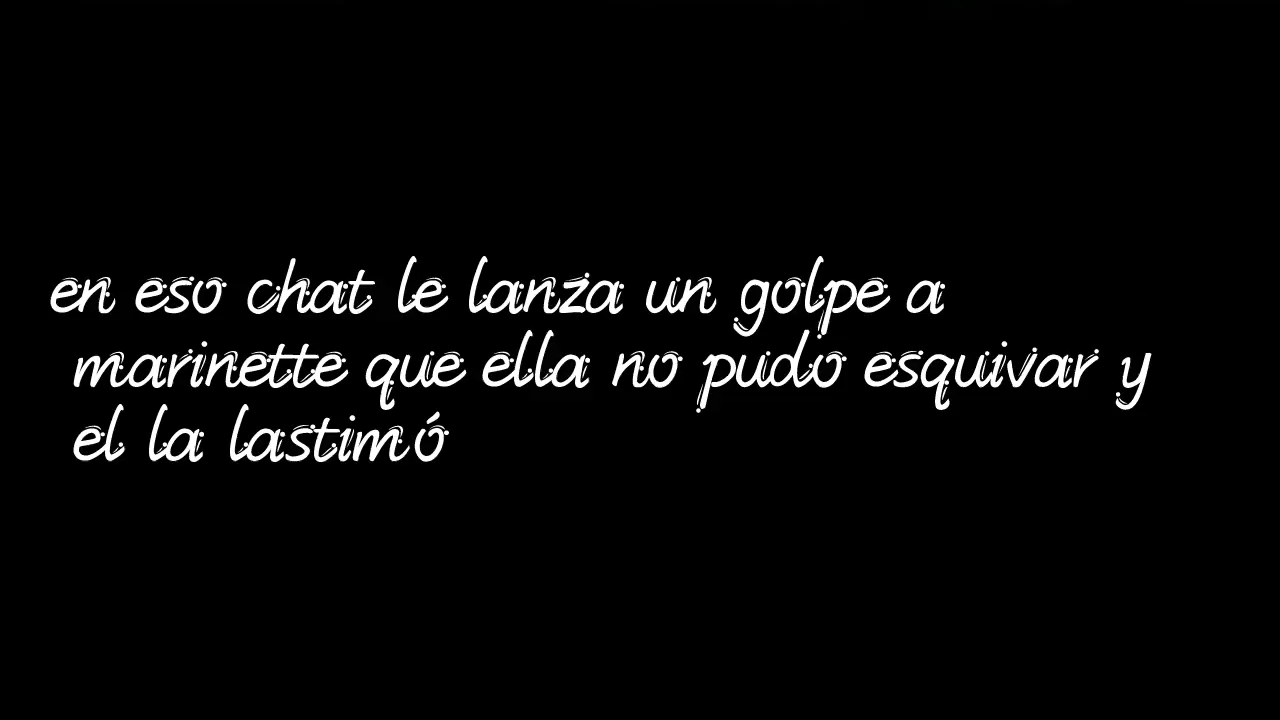 en eso chat le lanza un golpe a
marinette que ella no pudo esquivar y
el la lastimó